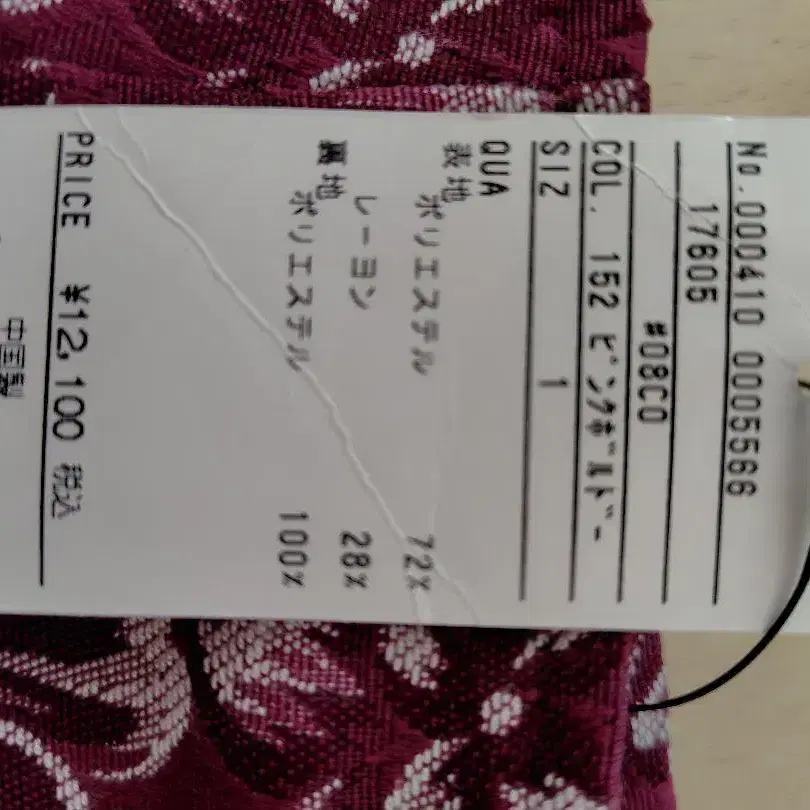 No.000410 0005566
17605
#08C0
COL. 152 ピンクボルドー
SIZ 1
QUA
表地 ポリエステル 72%
レーヨン 28%
裏地 ポリエステル 100%
PRICE ¥12,100 税込
中国製